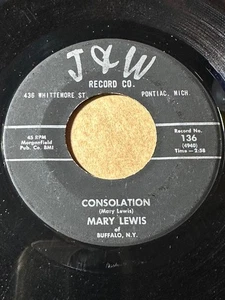 J & W
RECORD CO.
436 WHITTEMORE ST. PONTIAC, MICH.
45 RPM
Morganfield
Pub. Co. BMI
Record No.
136
(4940)
Time - 2:58
CONSOLATION
(Mary Lewis)
MARY LEWIS
of
BUFFALO, N.Y.